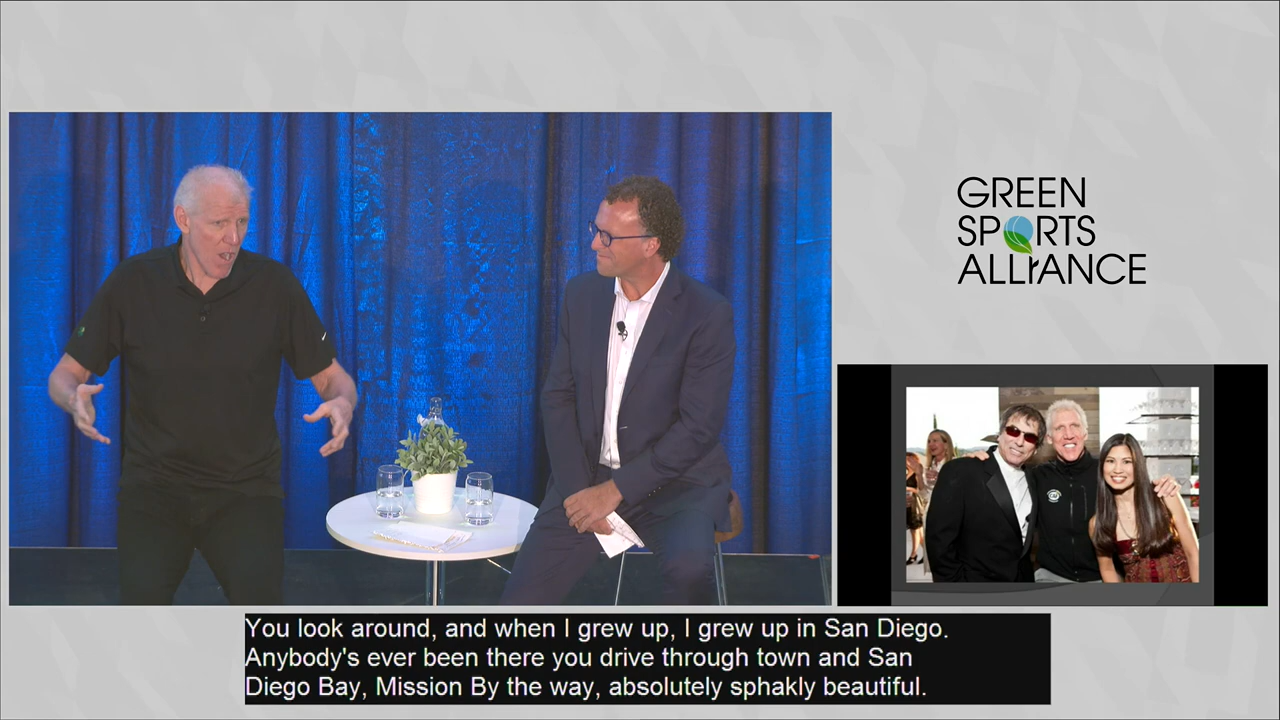 GREEN
SPORTS
ALLIANCE
You look around, and when I grew up, I grew up in San Diego.
Anybody's ever been there you drive through town and San
Diego Bay, Mission By the way, absolutely sphakly beautiful.